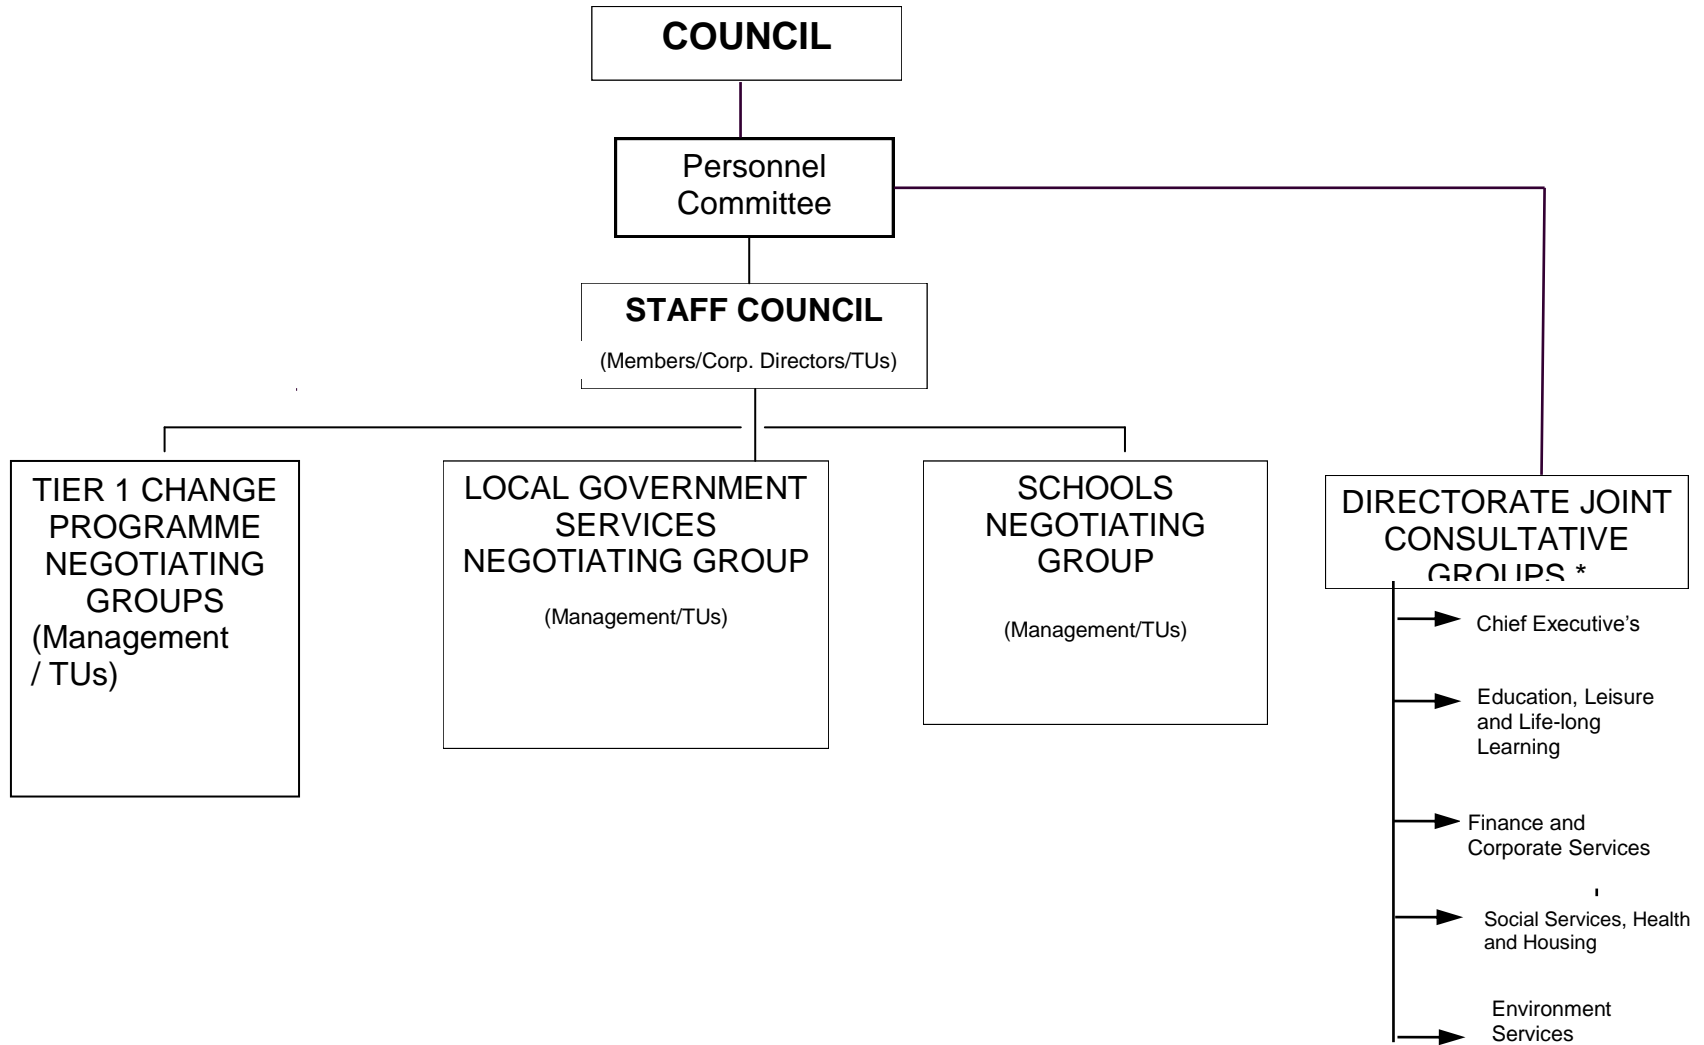 COUNCIL
Personnel
Committee
STAFF COUNCIL
(Members/Corp. Directors/TUs)
TIER 1 CHANGE
PROGRAMME
NEGOTIATING
GROUPS
(Management
/ TUs)
LOCAL GOVERNMENT
SERVICES
NEGOTIATING GROUP
(Management/TUs)
SCHOOLS
NEGOTIATING
GROUP
(Management/TUs)
DIRECTORATE JOINT
CONSULTATIVE
GROUPS *
Chief Executive's
Education, Leisure
and Life-long
Learning
Finance and
Corporate Services
Social Services, Health
and Housing
Environment
Services